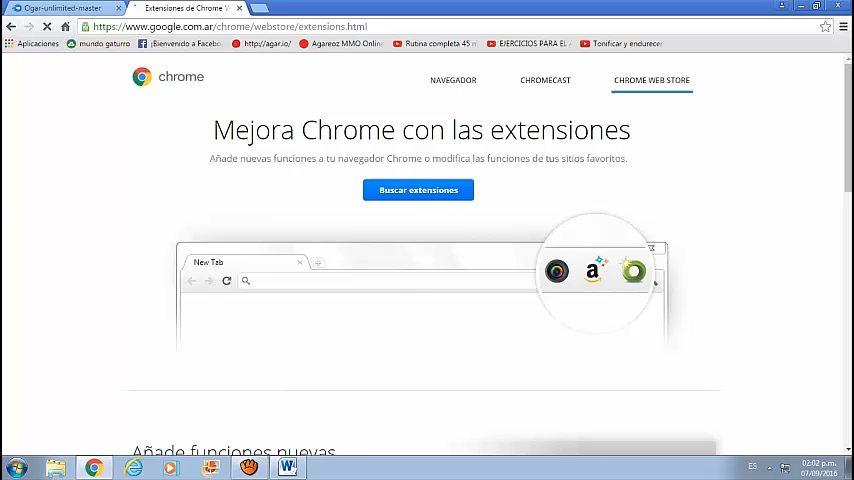 Ogar-unlimited-master
Extensiones de Chrome W
https://www.google.com.ar/chrome/webstore/extensions.html
Aplicaciones
mundo gaturro
¡Bienvenido a Facebo
http://agar.io/
Agareoz MMO Online
Rutina completa 45 m
EJERCICIOS PARA EL A
Tonificar y endurecer
chrome
NAVEGADOR
CHROMECAST
CHROME WEB STORE
Mejora Chrome con las extensiones
Añade nuevas funciones a tu navegador Chrome o modifica las funciones de tus sitios favoritos.
Buscar extensiones
New Tab
a
Añade funciones nuevas
W
ES
02:02 p.m.
07/09/2016